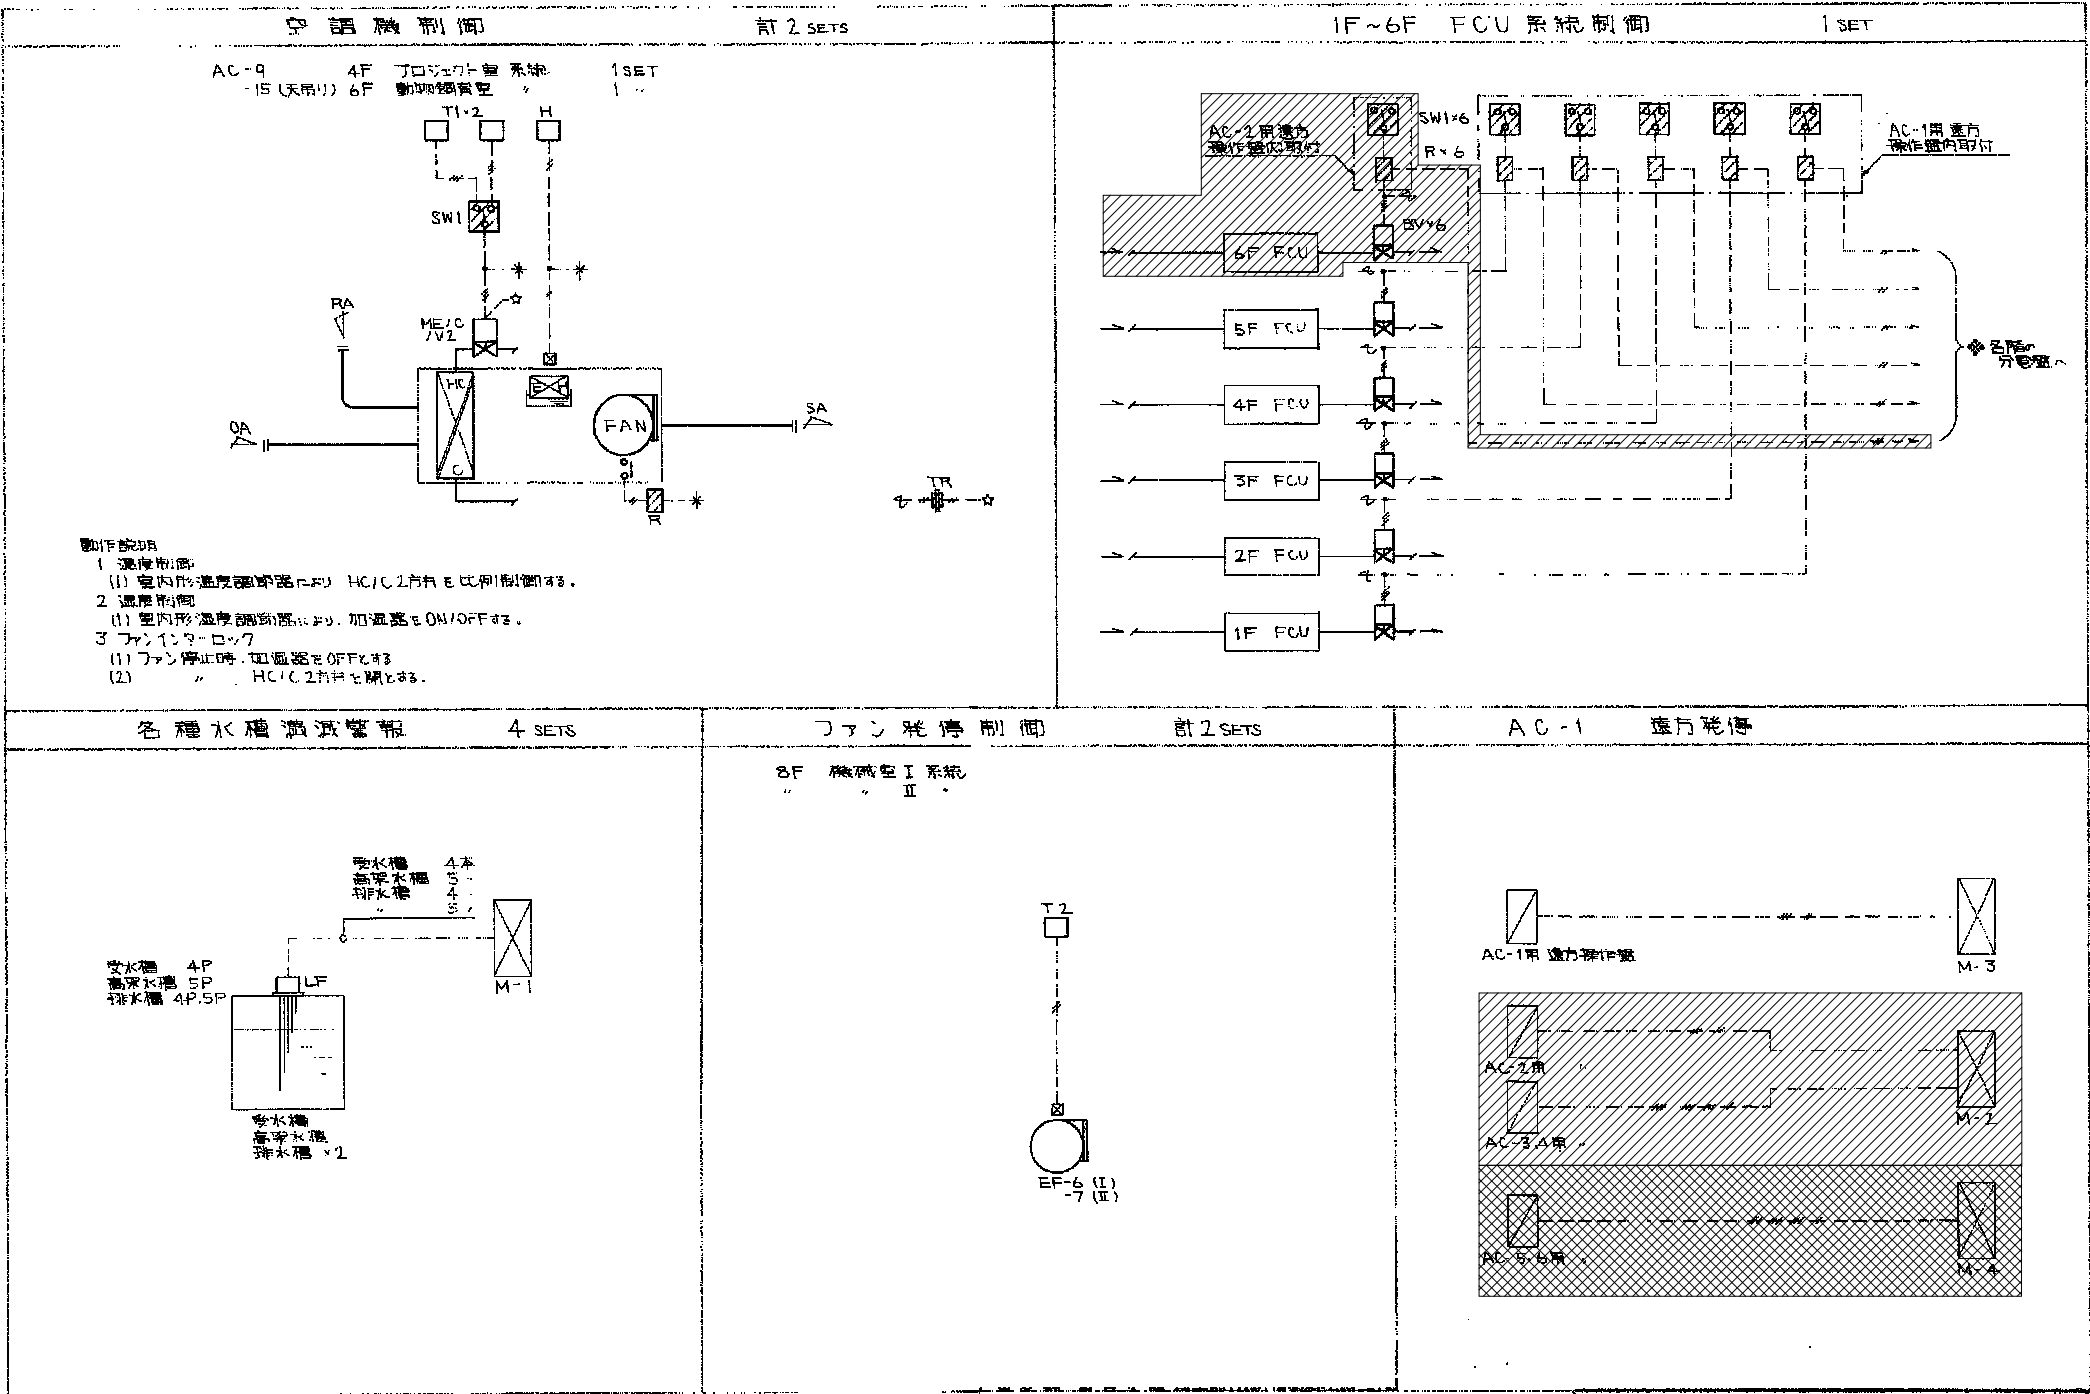 空調機制御 計2 SETS
AC-9 4F プロジェクト室 系統 1 SET
-15 (天吊り) 6F 動物飼育室 〃 1 〃
T1×2 H
SW1
RA
ME/C
/V2
HC
E H
OA
SA
FAN
C
TR
R
動作説明
1 温度制御
(1) 室内形温度調節器により HC/C 2方弁を比例制御する。
2 湿度制御
(1) 室内形湿度調節器により、加湿器をON/OFFする。
3 ファンインターロック
(1) ファン停止時、加湿器をOFFとする
(2) 〃 . HC/C 2方弁を閉とする.
1F~6F FCU系統制御 1 SET
SW1×6
AC-2用遠方
操作盤内取付
R×6
AC-1用遠方
操作盤内取付
BV×6
6F FCU
5F FCU
各階の
分電盤へ
4F FCU
3F FCU
2F FCU
1F FCU
各種水槽満減警報 4 SETS
受水槽 4本
高架水槽 5 〃
排水槽 4 〃
〃 5 〃
M-1
受水槽 4P
高架水槽 5P
排水槽 4P.5P
LF
受水槽
高架水槽
排水槽 ×2
ファン発停制御 計2 SETS
8F 機械室 I 系統
〃 〃 II 〃
T2
EF-6 (I)
-7 (II)
AC-1 遠方発停
AC-1用 遠方操作盤
M-3
AC-2用 〃
M-2
AC-3.4用 〃
AC-5.6用 〃
M-4